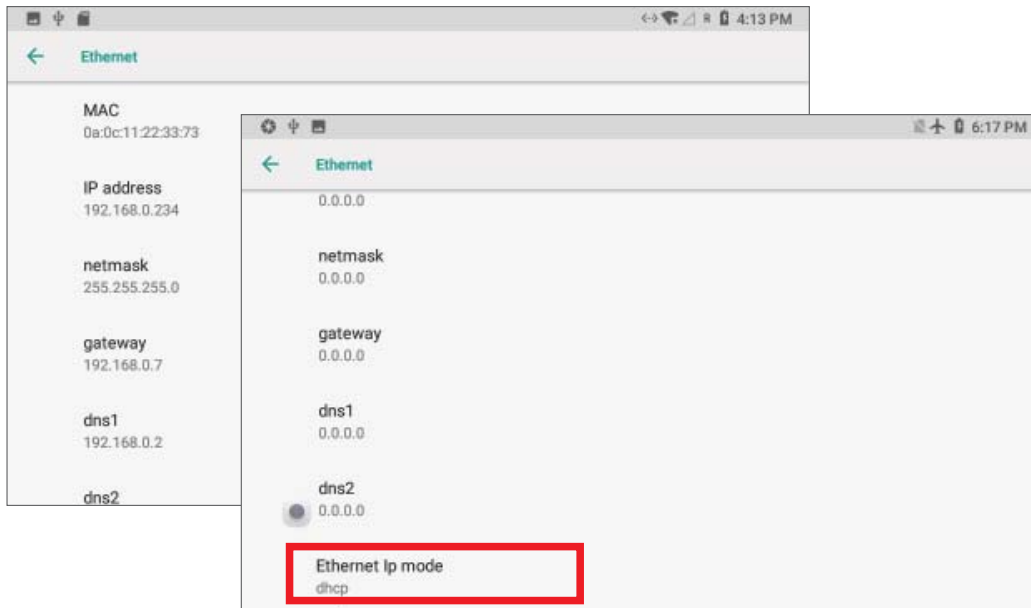 R 4:13 PM
Ethernet
MAC
0a:0c:11:22:33:73
IP address
192.168.0.234
netmask
255.255.255.0
gateway
192.168.0.7
dns1
192.168.0.2
dns2
6:17 PM
Ethernet
0.0.0.0
netmask
0.0.0.0
gateway
0.0.0.0
dns1
0.0.0.0
dns2
0.0.0.0
Ethernet Ip mode
dhcp